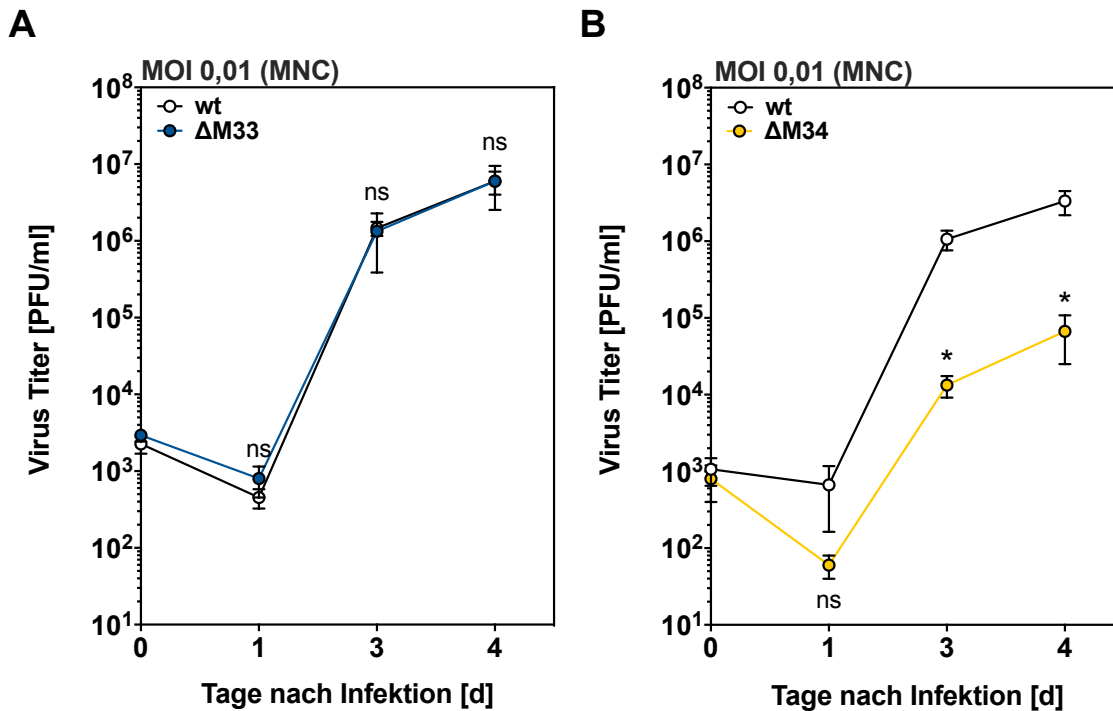 A
MOI 0,01 (MNC)
wt
ΔM33
Virus Titer [PFU/ml]
10⁸
10⁷
10⁶
10⁵
10⁴
10³
10²
10¹
ns
ns
ns
0
1
3
4
Tage nach Infektion [d]
B
MOI 0,01 (MNC)
wt
ΔM34
Virus Titer [PFU/ml]
10⁸
10⁷
10⁶
10⁵
10⁴
10³
10²
10¹
ns
*
*
0
1
3
4
Tage nach Infektion [d]